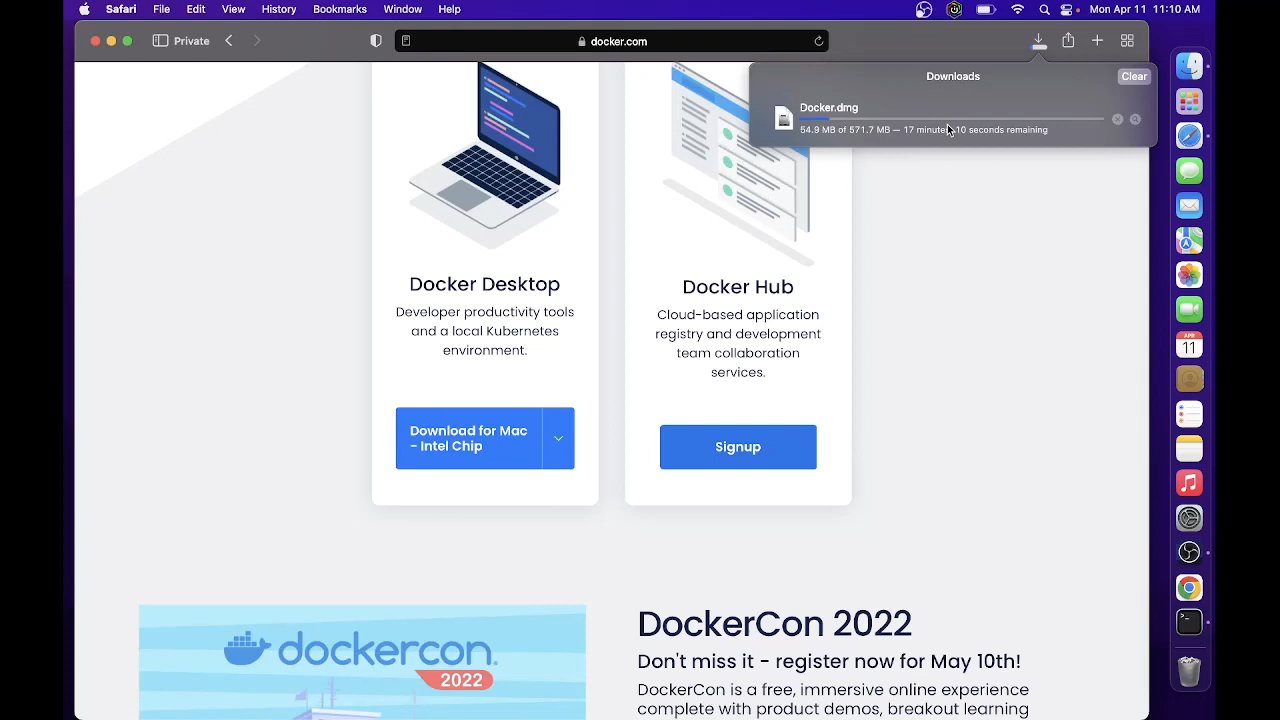 Safari File Edit View History Bookmarks Window Help Mon Apr 11 11:10 AM
Private docker.com
Downloads Clear
Docker.dmg
54.9 MB of 571.7 MB — 17 minutes, 10 seconds remaining
Docker Desktop
Developer productivity tools
and a local Kubernetes
environment.
Download for Mac
- Intel Chip
Docker Hub
Cloud-based application
registry and development
team collaboration
services.
Signup
APR
11
dockercon
2022
DockerCon 2022
Don't miss it - register now for May 10th!
DockerCon is a free, immersive online experience
complete with product demos, breakout learning